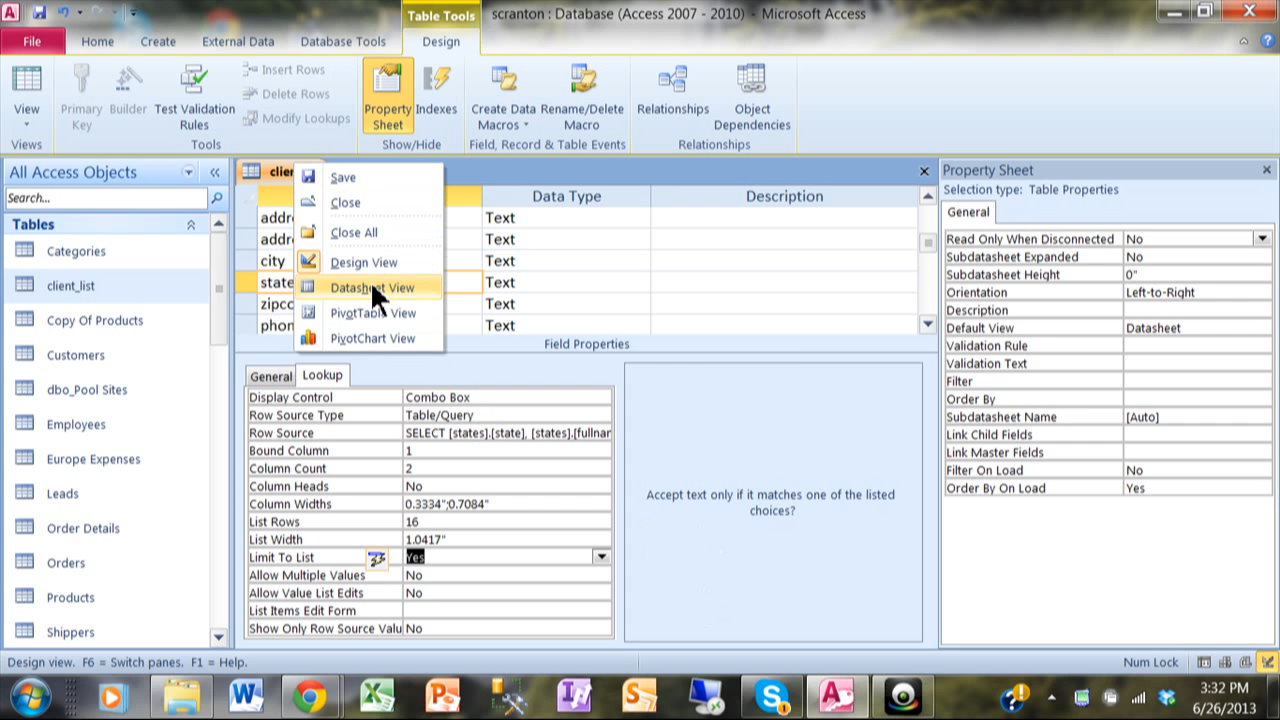 Table Tools
scranton : Database (Access 2007 - 2010) - Microsoft Access
File Home Create External Data Database Tools Design
View
Primary Key
Builder
Test Validation Rules
Insert Rows
Delete Rows
Modify Lookups
Property Sheet
Indexes
Create Data Macros
Rename/Delete Macro
Relationships
Object Dependencies
Views Tools Show/Hide Field, Record & Table Events Relationships
All Access Objects
Search...
Tables
Categories
client_list
Copy Of Products
Customers
dbo_Pool Sites
Employees
Europe Expenses
Leads
Order Details
Orders
Products
Shippers
Save
Close
Close All
Design View
Datasheet View
PivotTable View
PivotChart View
Data Type Description
Text
Text
city Text
Text
Text
Text
Field Properties
General Lookup
Display Control Combo Box
Row Source Type Table/Query
Row Source SELECT [states].[state], [states].[fullnar
Bound Column 1
Column Count 2
Column Heads No
Column Widths 0.3334";0.7084"
List Rows 16
List Width 1.0417"
Limit To List Yes
Allow Multiple Values No
Allow Value List Edits No
List Items Edit Form
Show Only Row Source Valu No
Accept text only if it matches one of the listed
choices?
Property Sheet
Selection type: Table Properties
General
Read Only When Disconnected No
Subdatasheet Expanded No
Subdatasheet Height 0"
Orientation Left-to-Right
Description
Default View Datasheet
Validation Rule
Validation Text
Filter
Order By
Subdatasheet Name [Auto]
Link Child Fields
Link Master Fields
Filter On Load No
Order By On Load Yes
Design view. F6 = Switch panes. F1 = Help.
Num Lock
3:32 PM
6/26/2013